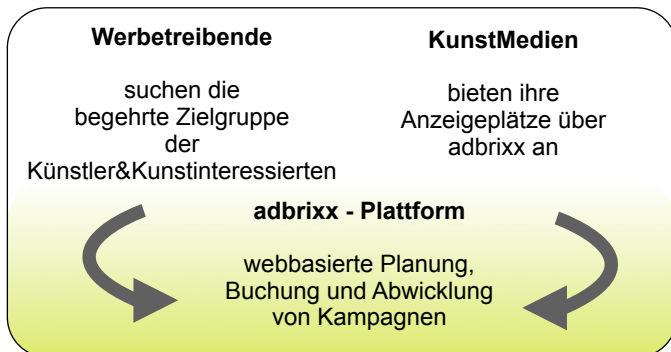 Werbetreibende
suchen die
begehrte Zielgruppe
der
Künstler&Kunstinteressierten
KunstMedien
bieten ihre
Anzeigeplätze über
adbrixx an
adbrixx - Plattform
webbasierte Planung,
Buchung und Abwicklung
von Kampagnen